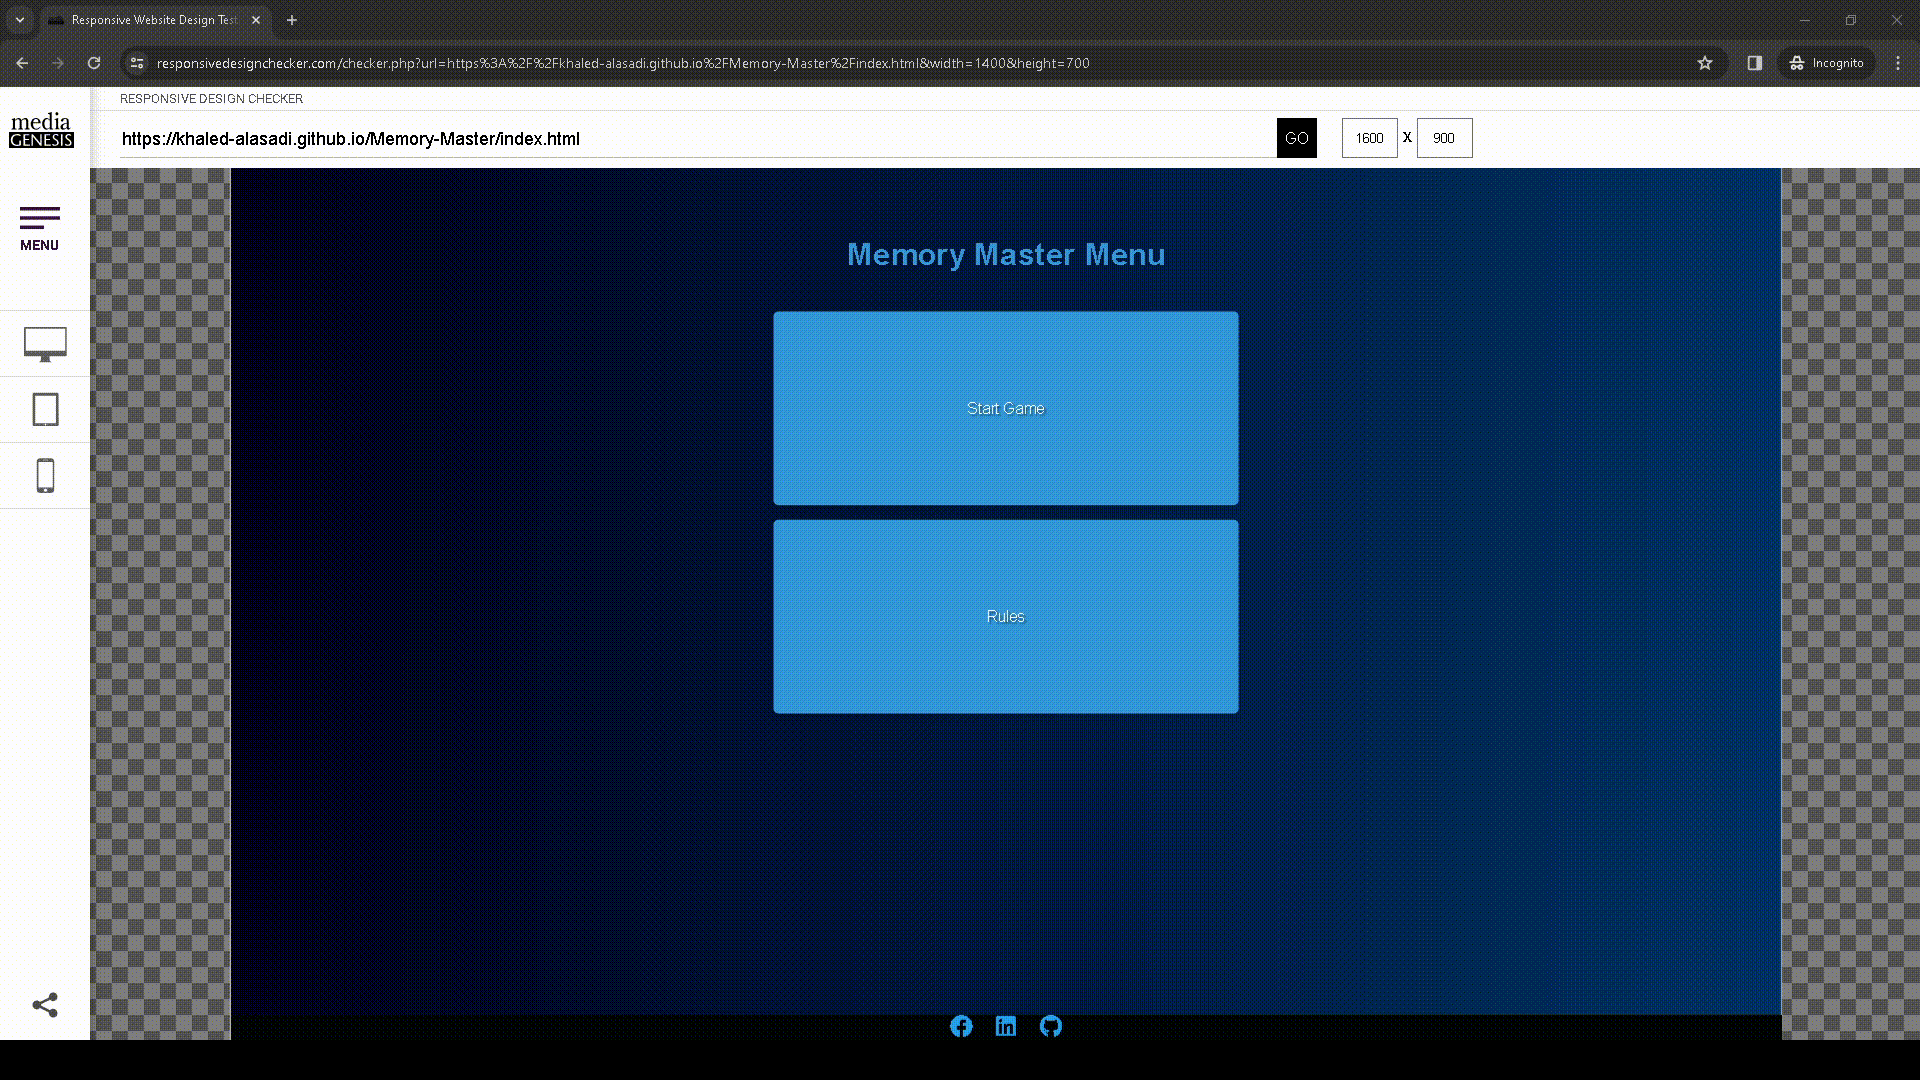 Responsive Website Design Test
responsivedesignchecker.com/checker.php?url=https%3A%2F%2Fkhaled-alasadi.github.io%2FMemory-Master%2Findex.html&width=1400&height=700
Incognito
RESPONSIVE DESIGN CHECKER
media
GENESIS
https://khaled-alasadi.github.io/Memory-Master/index.html
GO
1600 X 900
MENU
Memory Master Menu
Start Game
Rules